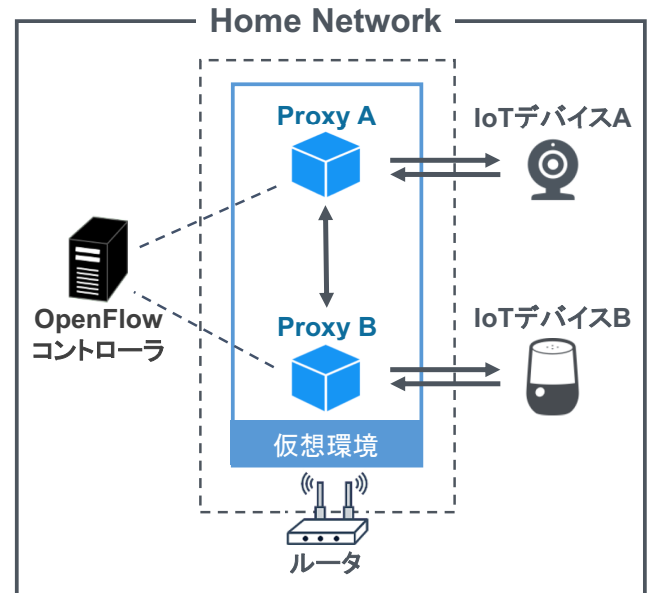 Home Network
Proxy A
IoTデバイスA
OpenFlow
コントローラ
Proxy B
IoTデバイスB
仮想環境
ルータ